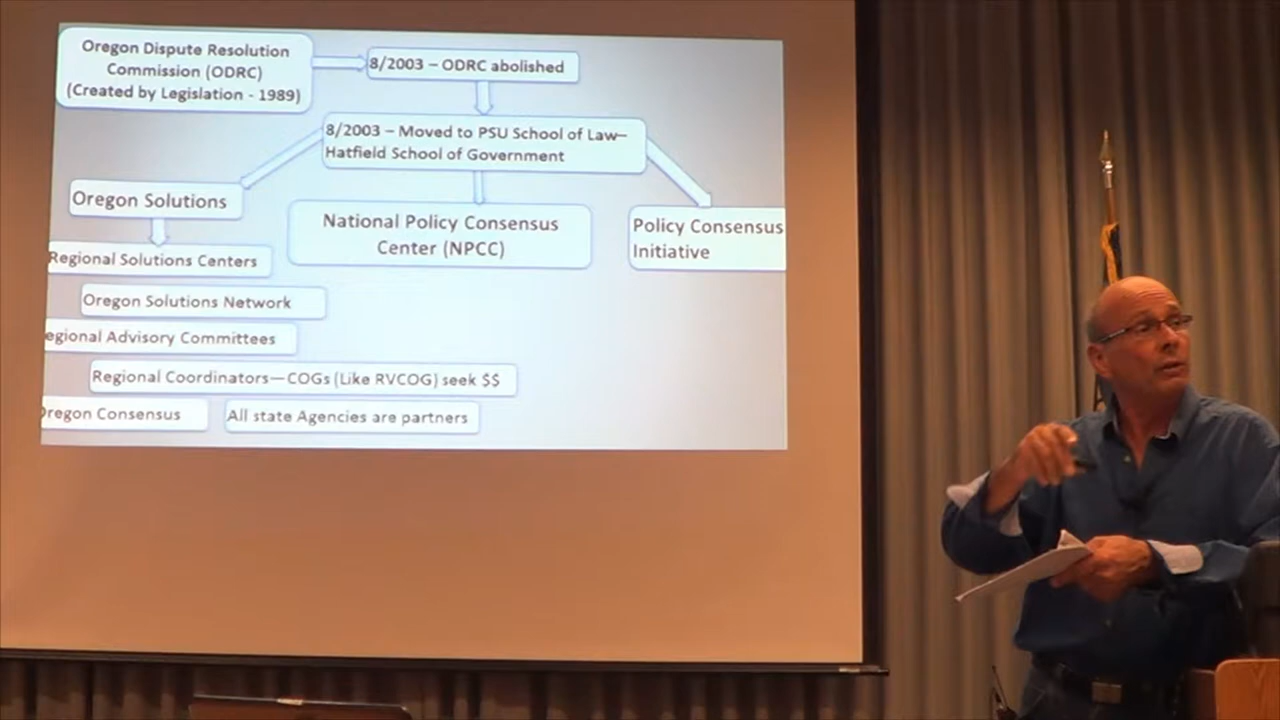 Oregon Dispute Resolution
Commission (ODRC)
(Created by Legislation - 1989)
8/2003 – ODRC abolished
8/2003 – Moved to PSU School of Law–
Hatfield School of Government
Oregon Solutions
National Policy Consensus
Center (NPCC)
Policy Consensus
Initiative
Regional Solutions Centers
Oregon Solutions Network
egional Advisory Committees
Regional Coordinators—COGs (Like RVCOG) seek $$
Oregon Consensus
All state Agencies are partners